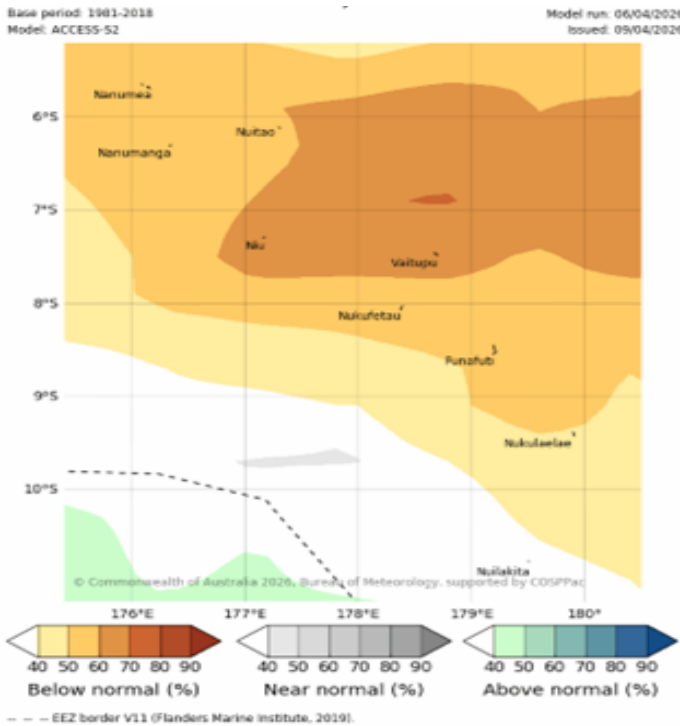 Base period: 1981-2018
Model: ACCESS-S2
Model run: 06/04/2026
Issued: 09/04/2026
Nanumea
6°S
Nuitao
Nanumanga
7°S
Niu
Vaitupu
8°S
Nukufetau
Funafuti
9°S
Nukulaelae
10°S
Nuilakita
© Commonwealth of Australia 2026, Bureau of Meteorology, supported by COSPPac
176°E 177°E 178°E 179°E 180°
40 50 60 70 80 90 40 50 60 70 80 90 40 50 60 70 80 90
Below normal (%) Near normal (%) Above normal (%)
EEZ border V11 (Flanders Marine Institute, 2019).